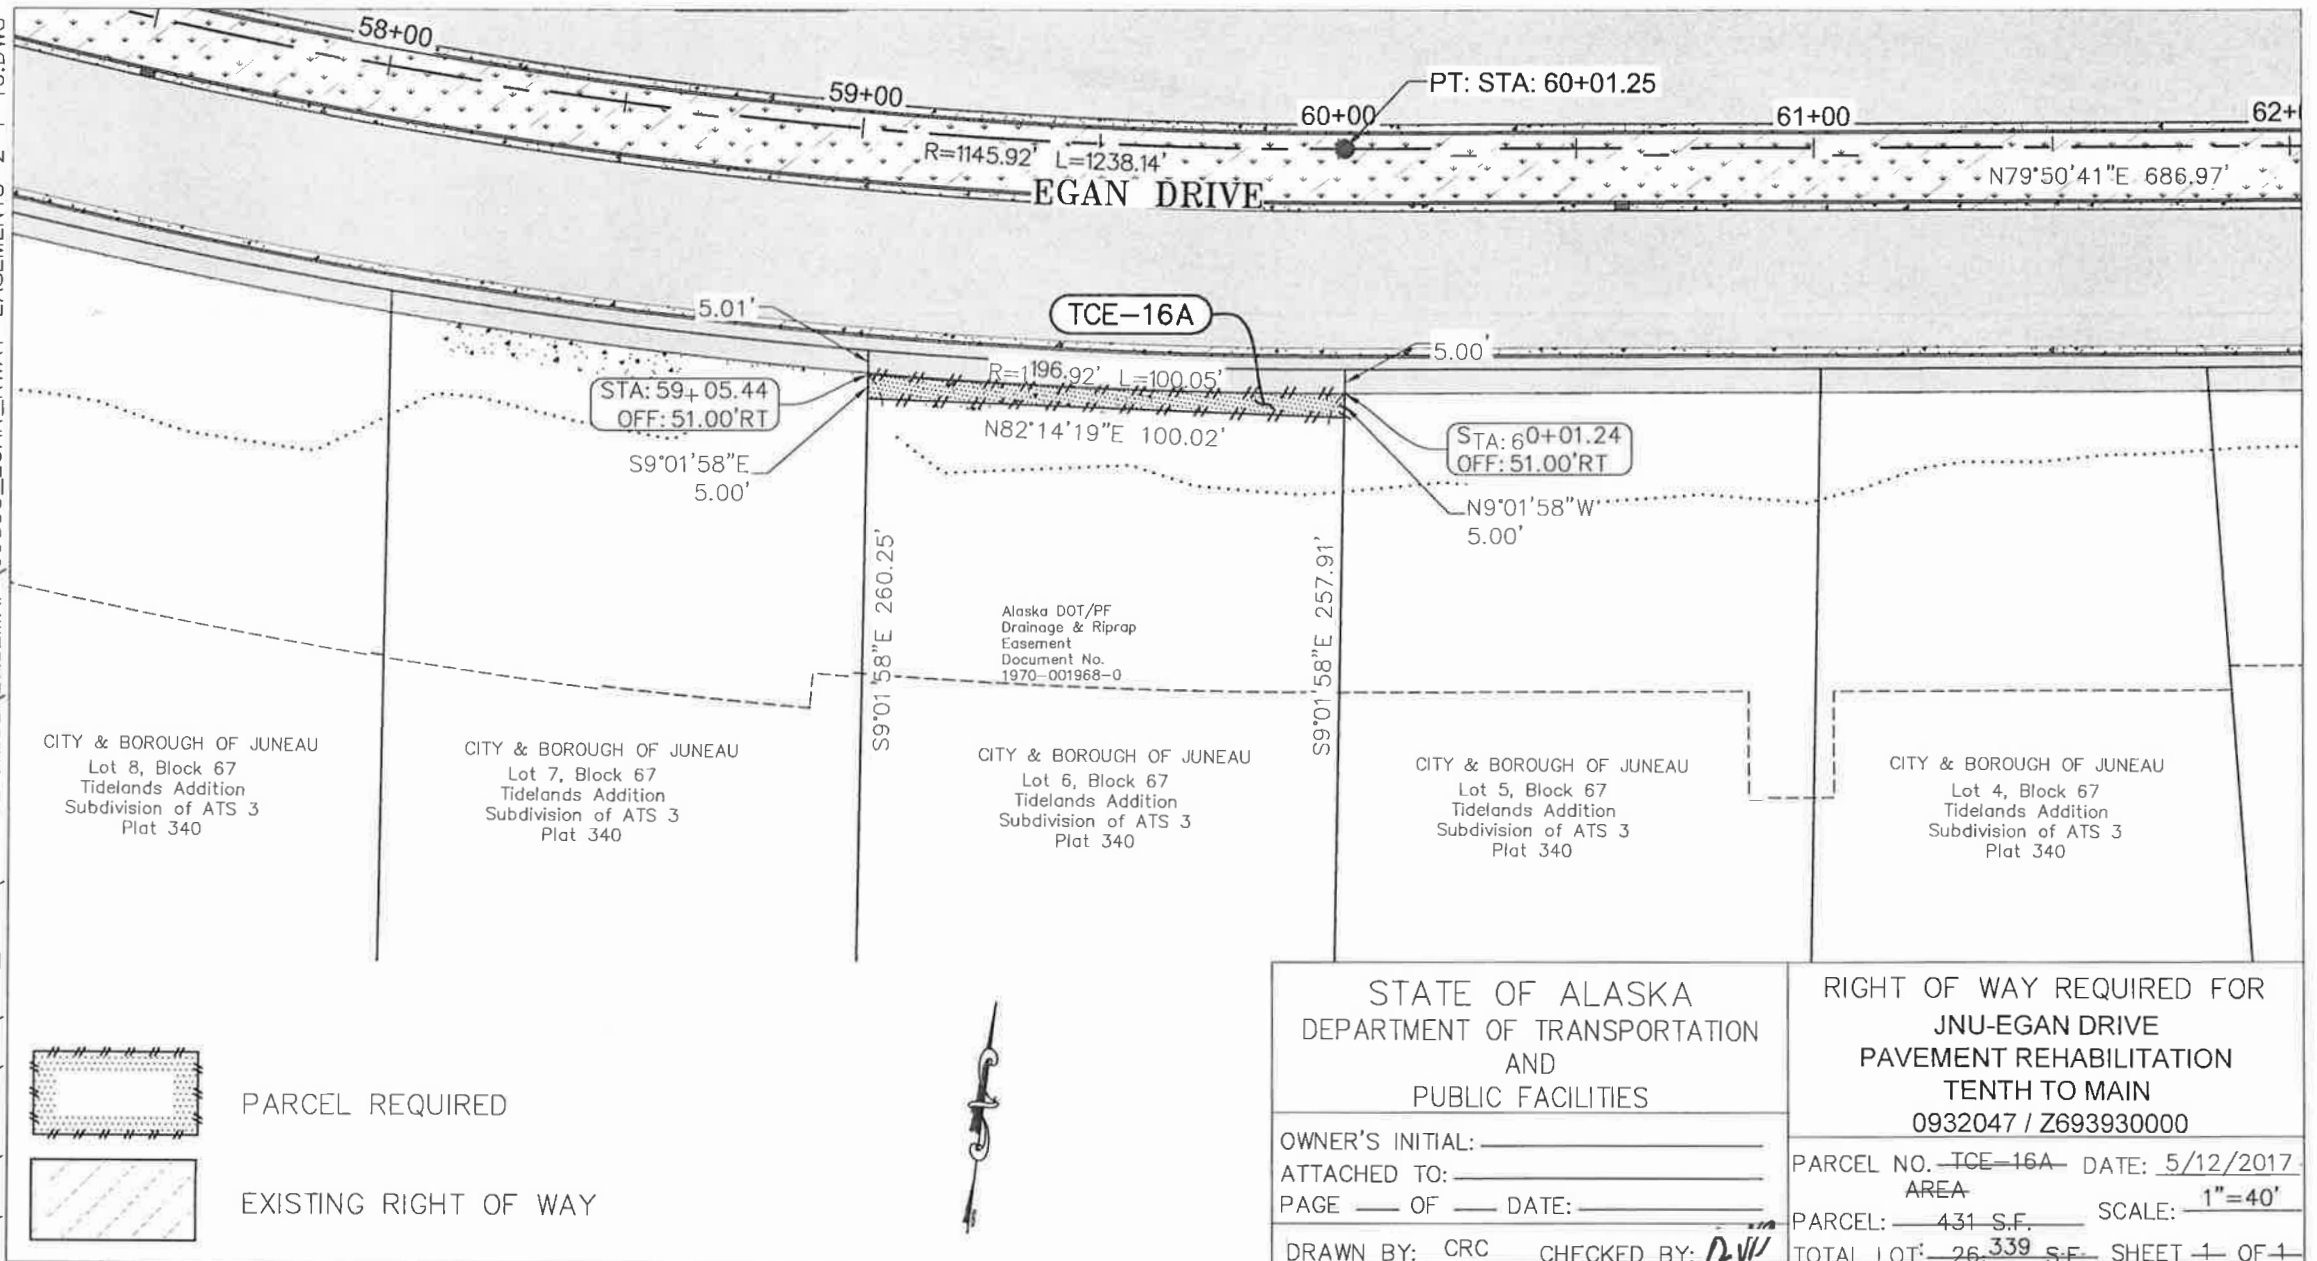 58+00
59+00
60+00
PT: STA: 60+01.25
61+00
R=1145.92' L=1238.14'
EGAN DRIVE
N79°50'41"E 686.97'
5.01'
TCE-16A
5.00'
R=1196.92' L=100.05'
STA: 59+05.44
OFF: 51.00'RT
N82°14'19"E 100.02'
STA: 60+01.24
OFF: 51.00'RT
S9°01'58"E
5.00'
N9°01'58"W
5.00'
S9°01'58"E 260.25'
S9°01'58"E 257.91'
Alaska DOT/PF
Drainage & Riprap
Easement
Document No.
1970-001968-0
CITY & BOROUGH OF JUNEAU
Lot 8, Block 67
Tidelands Addition
Subdivision of ATS 3
Plat 340
CITY & BOROUGH OF JUNEAU
Lot 7, Block 67
Tidelands Addition
Subdivision of ATS 3
Plat 340
CITY & BOROUGH OF JUNEAU
Lot 6, Block 67
Tidelands Addition
Subdivision of ATS 3
Plat 340
CITY & BOROUGH OF JUNEAU
Lot 5, Block 67
Tidelands Addition
Subdivision of ATS 3
Plat 340
CITY & BOROUGH OF JUNEAU
Lot 4, Block 67
Tidelands Addition
Subdivision of ATS 3
Plat 340
PARCEL REQUIRED
EXISTING RIGHT OF WAY
STATE OF ALASKA
DEPARTMENT OF TRANSPORTATION
AND
PUBLIC FACILITIES
OWNER'S INITIAL:
ATTACHED TO:
PAGE OF DATE:
DRAWN BY: CRC CHECKED BY:
RIGHT OF WAY REQUIRED FOR
JNU-EGAN DRIVE
PAVEMENT REHABILITATION
TENTH TO MAIN
0932047 / Z693930000
PARCEL NO. TCE-16A DATE: 5/12/2017
AREA
SCALE: 1"=40'
PARCEL: 431 S.F.
TOTAL LOT: 26,339 S.F. SHEET 1 OF 1